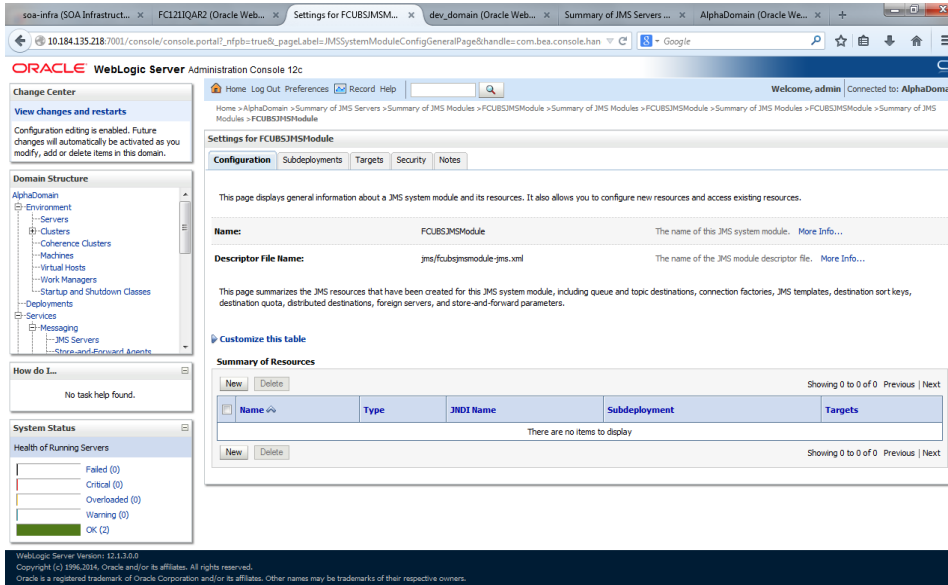 soa-infra (SOA Infrastruct... × FC121IQAR2 (Oracle Web... × Settings for FCUBSJMSM... × dev_domain (Oracle Web... × Summary of JMS Servers ... × AlphaDomain (Oracle We... × +
10.184.135.218:7001/console/console.portal?_nfpb=true&_pageLabel=JMSSystemModuleConfigGeneralPage&handle=com.bea.console.han Google
ORACLE WebLogic Server Administration Console 12c
Change Center
View changes and restarts
Configuration editing is enabled. Future
changes will automatically be activated as you
modify, add or delete items in this domain.
Domain Structure
AlphaDomain
Environment
Servers
Clusters
Coherence Clusters
Machines
Virtual Hosts
Work Managers
Startup and Shutdown Classes
Deployments
Services
Messaging
JMS Servers
Store-and-Forward Agents
How do I...
No task help found.
System Status
Health of Running Servers
Failed (0)
Critical (0)
Overloaded (0)
Warning (0)
OK (2)
Home Log Out Preferences Record Help
Welcome, admin Connected to: AlphaDoma
Home >AlphaDomain >Summary of JMS Servers >Summary of JMS Modules >FCUBSJMSModule >Summary of JMS Modules >FCUBSJMSModule >Summary of JMS Modules >FCUBSJMSModule >Summary of JMS
Modules >FCUBSJMSModule
Settings for FCUBSJMSModule
Configuration Subdeployments Targets Security Notes
This page displays general information about a JMS system module and its resources. It also allows you to configure new resources and access existing resources.
Name: FCUBSJMSModule The name of this JMS system module. More Info...
Descriptor File Name: jms/fcubsjmsmodule-jms.xml The name of the JMS module descriptor file. More Info...
This page summarizes the JMS resources that have been created for this JMS system module, including queue and topic destinations, connection factories, JMS templates, destination sort keys,
destination quota, distributed destinations, foreign servers, and store-and-forward parameters.
Customize this table
Summary of Resources
New Delete Showing 0 to 0 of 0 Previous | Next
Name Type JNDI Name Subdeployment Targets
There are no items to display
New Delete Showing 0 to 0 of 0 Previous | Next
WebLogic Server Version: 12.1.3.0.0
Copyright (c) 1996,2014, Oracle and/or its affiliates. All rights reserved.
Oracle is a registered trademark of Oracle Corporation and/or its affiliates. Other names may be trademarks of their respective owners.